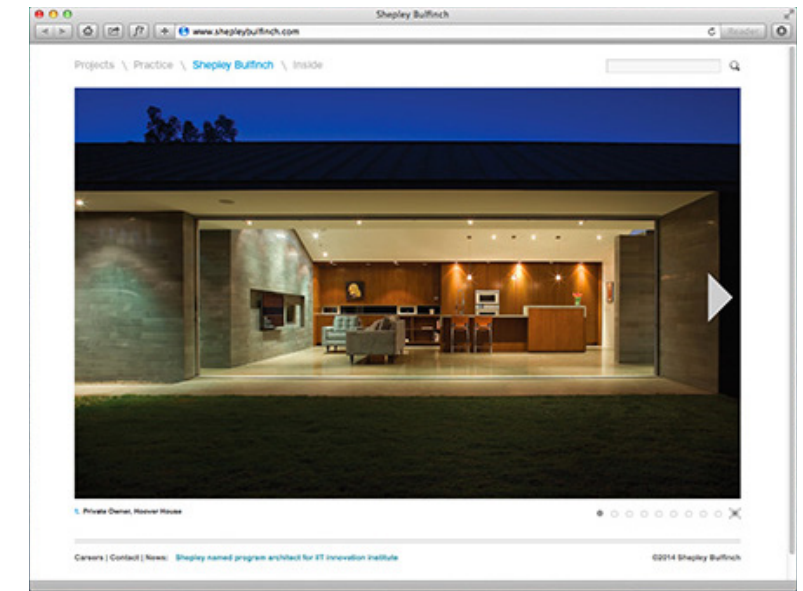 Shepley Bulfinch
www.shepleybulfinch.com
Reader
Projects \ Practice \ Shepley Bulfinch \ Inside
1. Private Owner, Hoover House
Careers | Contact | News: Shepley named program architect for IIT innovation institute
©2014 Shepley Bulfinch